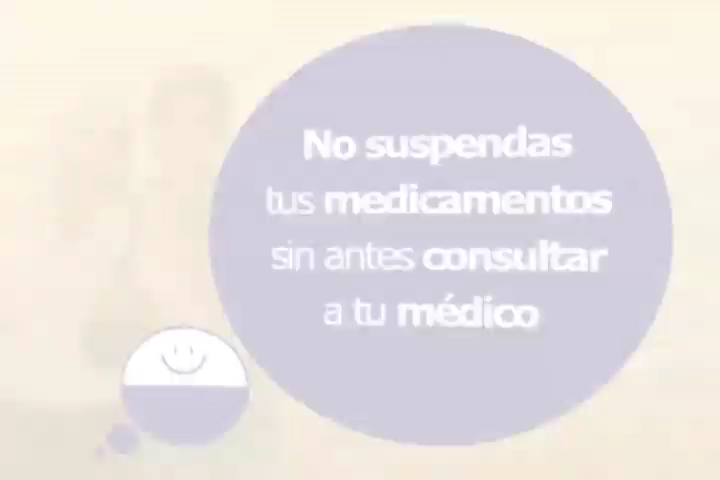 No suspendas
tus medicamentos
sin antes consultar
a tu médico